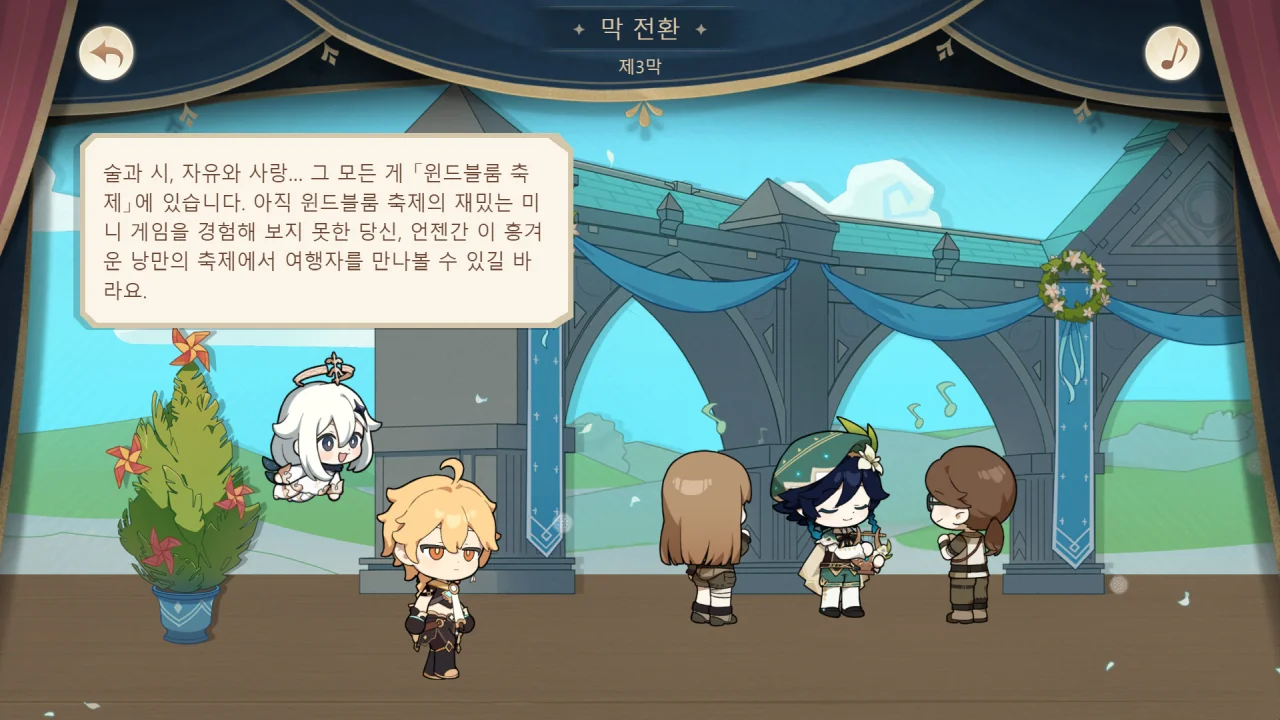 막 전환
제3막
술과 시, 자유와 사랑... 그 모든 게 「윈드블룸 축
제」에 있습니다. 아직 윈드블룸 축제의 재밌는 미
니 게임을 경험해 보지 못한 당신, 언젠간 이 흥겨
운 낭만의 축제에서 여행자를 만나볼 수 있길 바
라요.